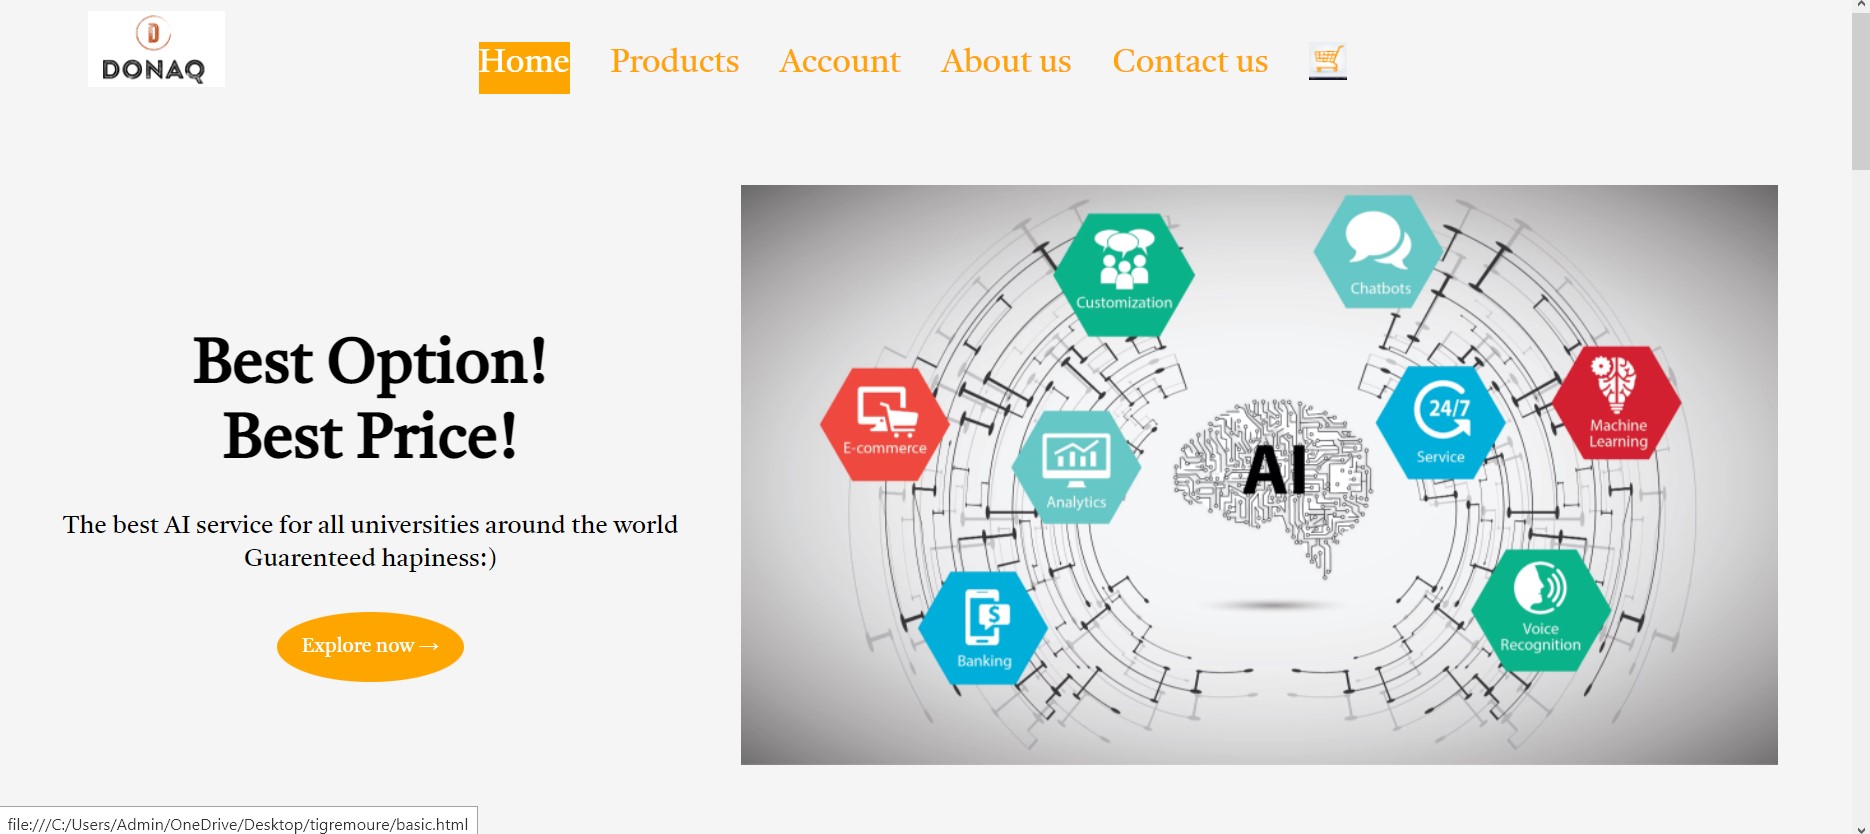 D
DONAQ
Home
Products
Account
About us
Contact us
Best Option!
Best Price!
The best AI service for all universities around the world
Guarenteed hapiness:)
Explore now →
Customization
Chatbots
E-commerce
Analytics
AI
24/7
Service
Machine
Learning
$
Banking
Voice
Recognition
file:///C:/Users/Admin/OneDrive/Desktop/tigremoure/basic.html